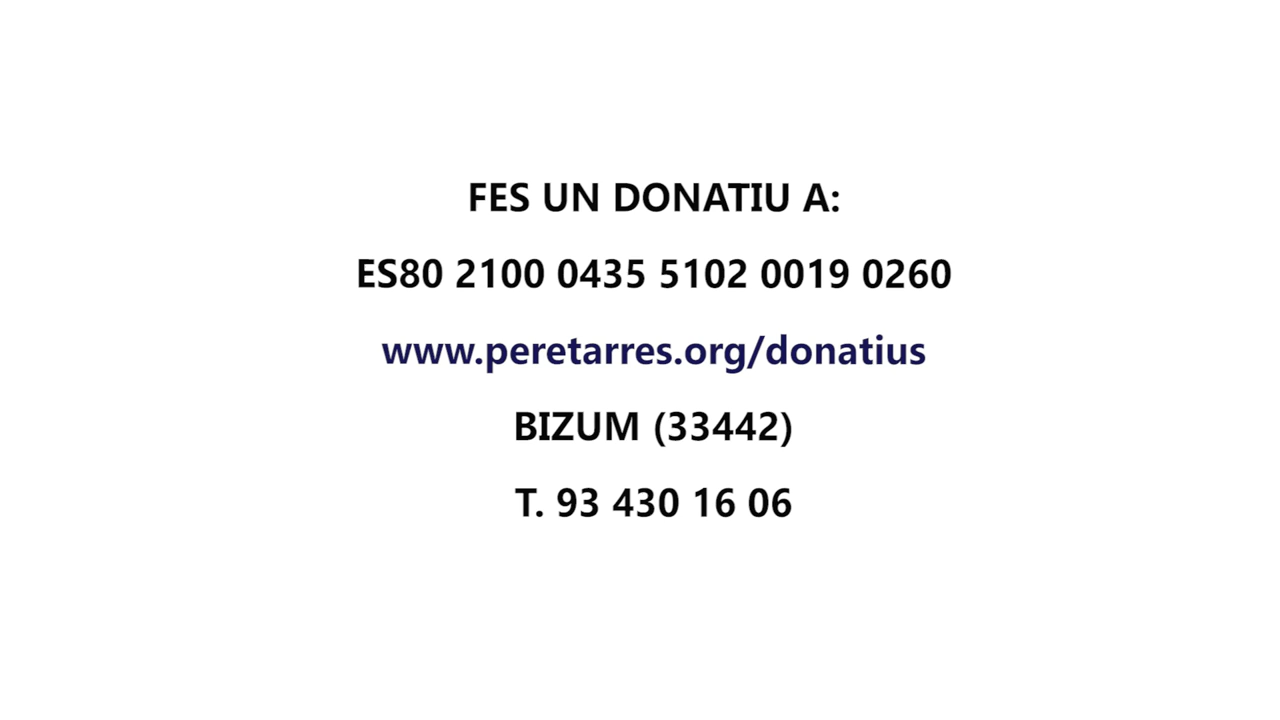 FES UN DONATIU A:
ES80 2100 0435 5102 0019 0260
www.peretarres.org/donatius
BIZUM (33442)
T. 93 430 16 06